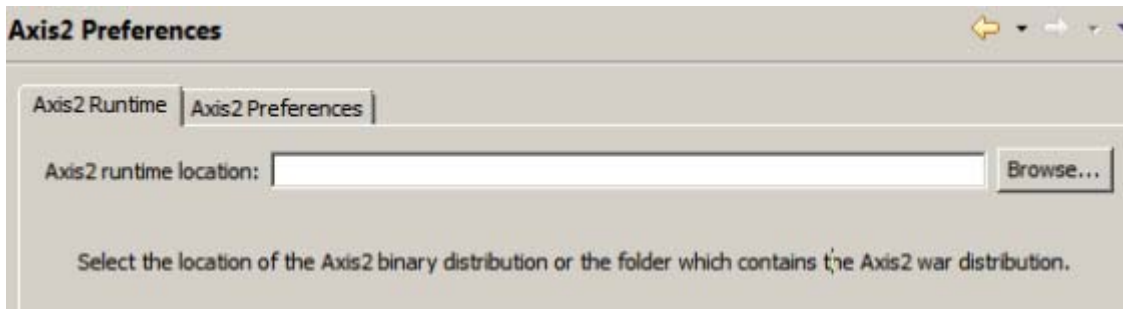 Axis2 Preferences
Axis2 Runtime Axis2 Preferences
Axis2 runtime location: Browse...
Select the location of the Axis2 binary distribution or the folder which contains the Axis2 war distribution.